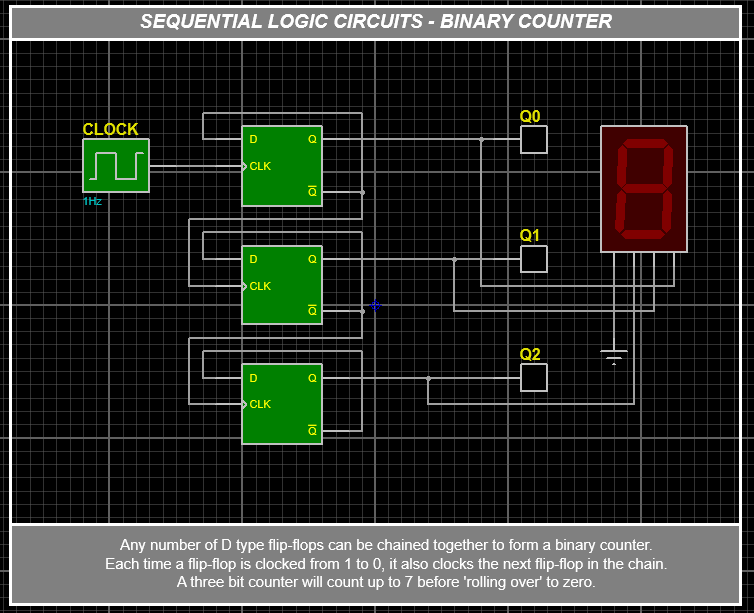 SEQUENTIAL LOGIC CIRCUITS - BINARY COUNTER
CLOCK
1Hz
D Q
CLK
Q̅
Q0
D Q
CLK
Q̅
Q1
D Q
CLK
Q̅
Q2
Any number of D type flip-flops can be chained together to form a binary counter.
Each time a flip-flop is clocked from 1 to 0, it also clocks the next flip-flop in the chain.
A three bit counter will count up to 7 before 'rolling over' to zero.